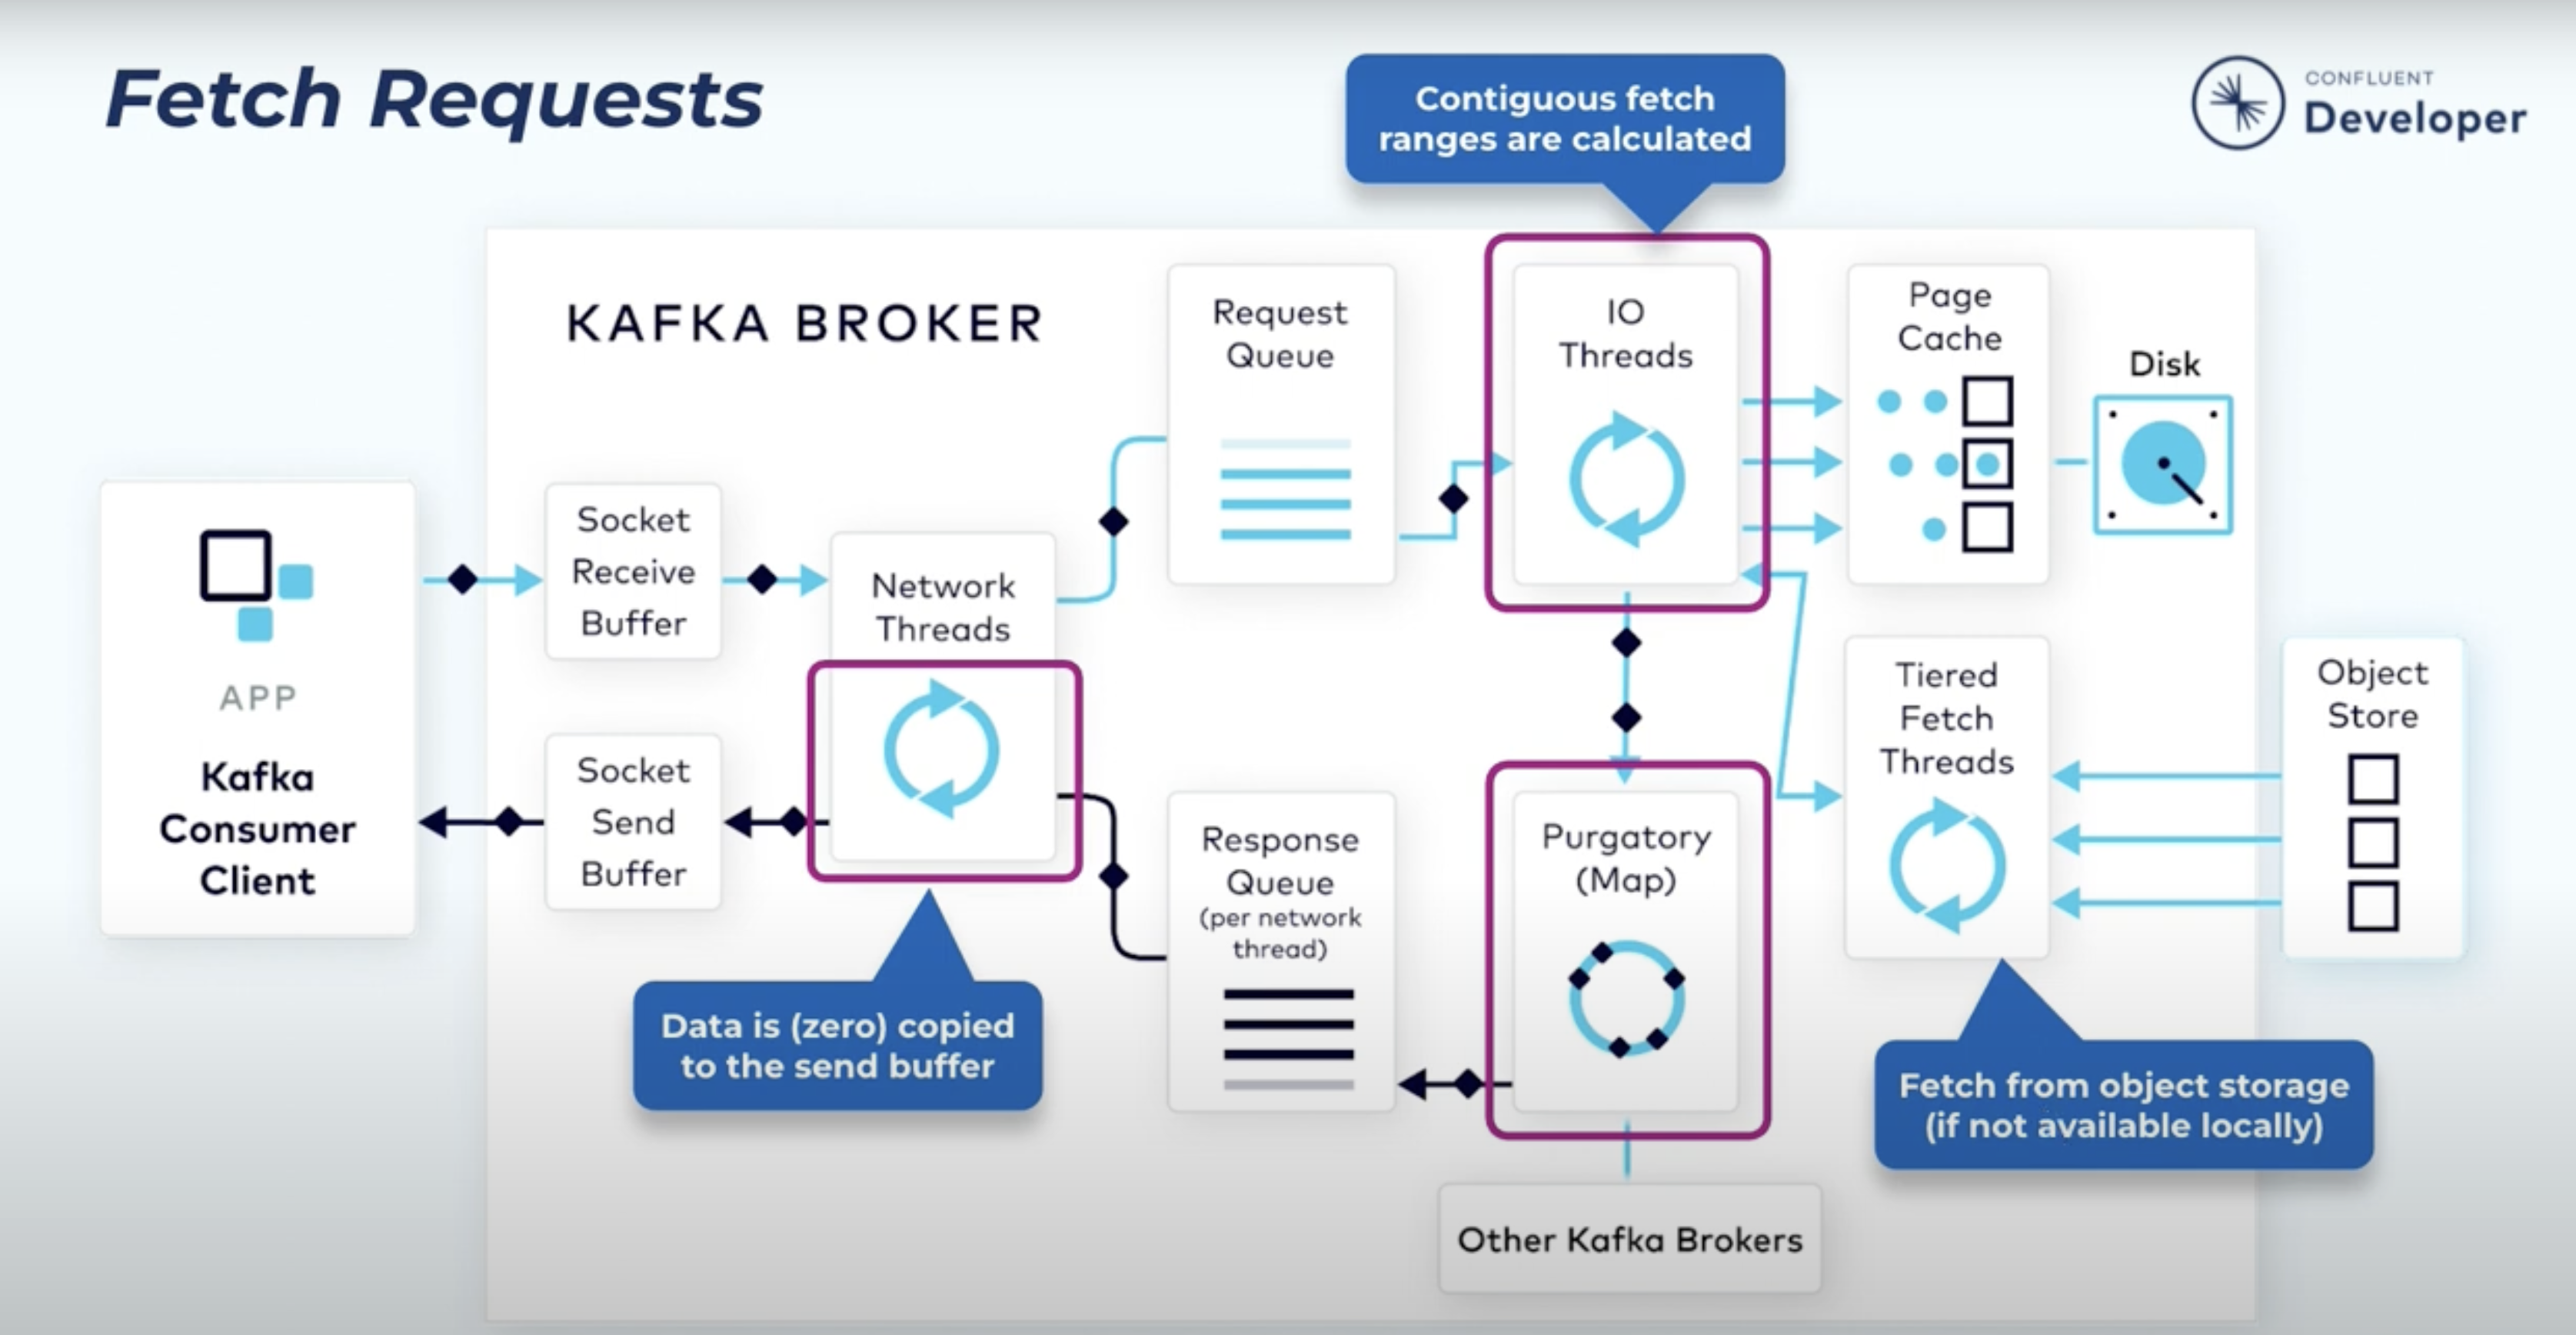 Fetch Requests
Contiguous fetch
ranges are calculated
CONFLUENT
Developer
KAFKA BROKER
Request
Queue
IO
Threads
Page
Cache
Disk
Socket
Receive
Buffer
Network
Threads
APP
Kafka
Consumer
Client
Socket
Send
Buffer
Response
Queue
(per network
thread)
Purgatory
(Map)
Tiered
Fetch
Threads
Object
Store
Data is (zero) copied
to the send buffer
Fetch from object storage
(if not available locally)
Other Kafka Brokers